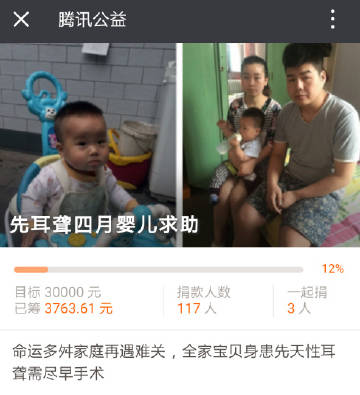 腾讯公益
先耳聋四月婴儿求助
12%
目标 30000 元
已筹 3763.61 元
捐款人数
117 人
一起捐
3 人
命运多舛家庭再遇难关，全家宝贝身患先天性耳
聋需尽早手术